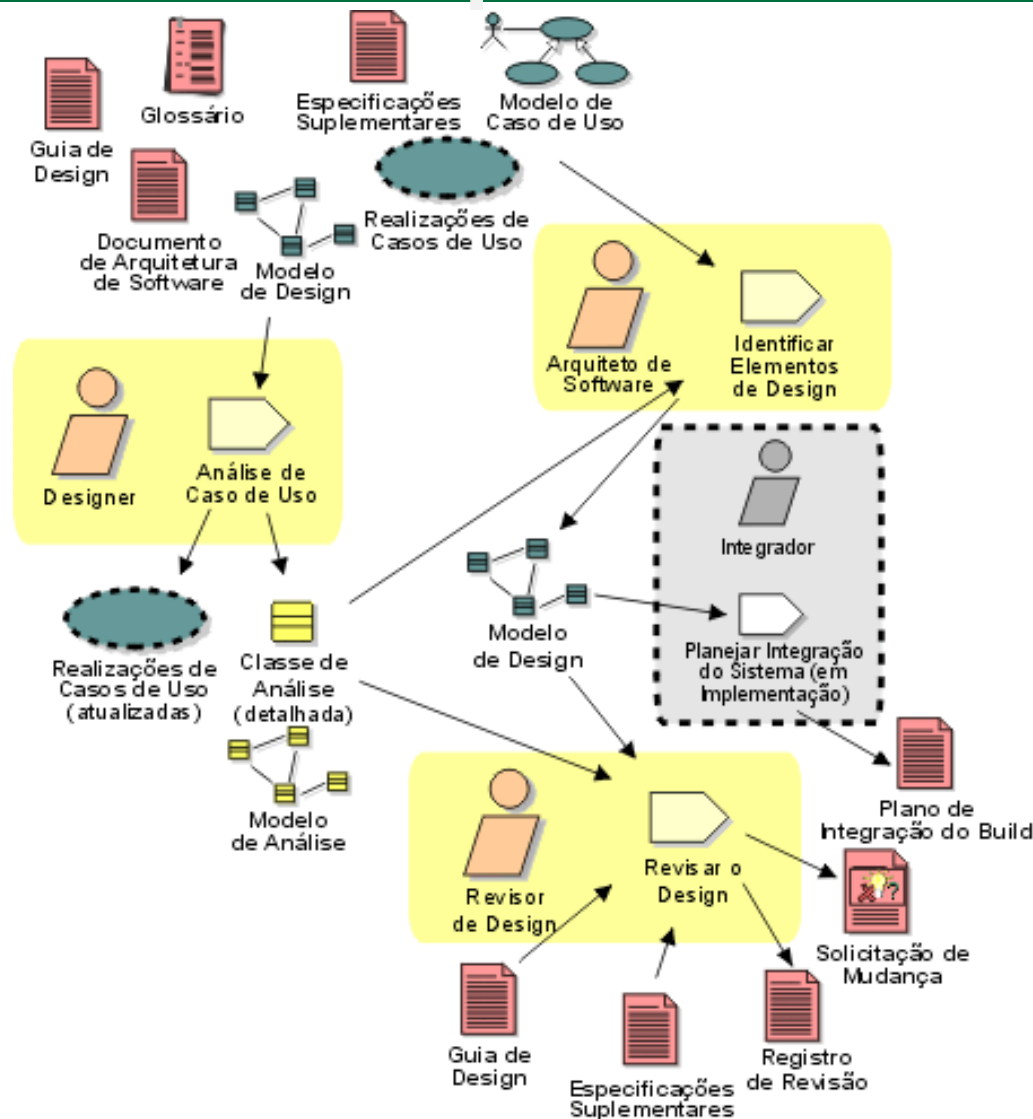 Guia de
Design
Glossário
Especificações
Suplementares
Modelo de
Caso de Uso
Documento
de Arquitetura
de Software
Modelo
de Design
Realizações de
Casos de Uso
Arquiteto de
Software
Identificar
Elementos
de Design
Designer
Análise de
Caso de Uso
Integrador
Planejar Integração
do Sistema (em
Implementação)
Realizações de
Casos de Uso
(atualizadas)
Classe de
Análise
(detalhada)
Modelo
de Design
Modelo
de Análise
Plano de
Integração do Build
Revisor
de Design
Revisar o
Design
Solicitação de
Mudança
Guia de
Design
Especificações
Suplementares
Registro
de Revisão